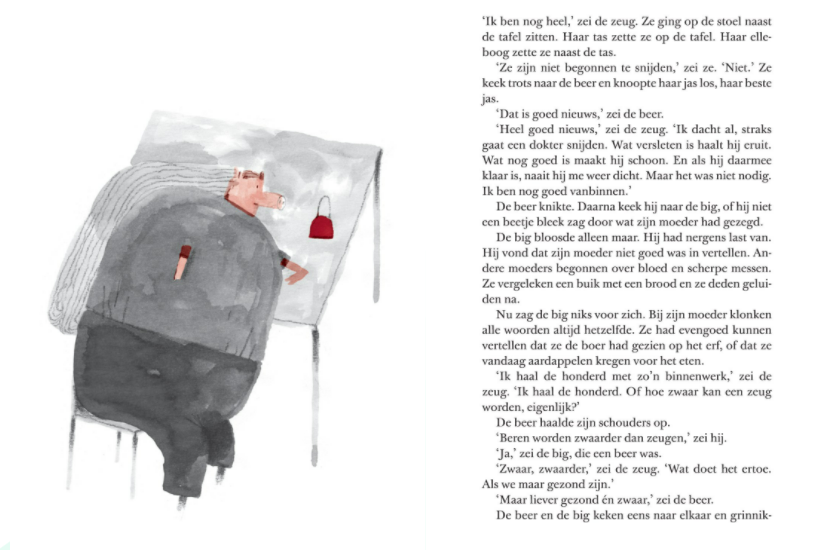 ‘Ik ben nog heel,’ zei de zeug. Ze ging op de stoel naast
de tafel zitten. Haar tas zette ze op de tafel. Haar elle-
boog zette ze naast de tas.
‘Ze zijn niet begonnen te snijden,’ zei ze. ‘Niet.’ Ze
keek trots naar de beer en knoopte haar jas los, haar beste
jas.
‘Dat is goed nieuws,’ zei de beer.
‘Heel goed nieuws,’ zei de zeug. ‘Ik dacht al, straks
gaat een dokter snijden. Wat versleten is haalt hij eruit.
Wat nog goed is maakt hij schoon. En als hij daarmee
klaar is, naait hij me weer dicht. Maar het was niet nodig.
Ik ben nog goed vanbinnen.’
De beer knikte. Daarna keek hij naar de big, of hij niet
een beetje bleek zag door wat zijn moeder had gezegd.
De big bloosde alleen maar. Hij had nergens last van.
Hij vond dat zijn moeder niet goed was in vertellen. An-
dere moeders begonnen over bloed en scherpe messen.
Ze vergeleken een buik met een brood en ze deden gelui-
den na.
Nu zag de big niks voor zich. Bij zijn moeder klonken
alle woorden altijd hetzelfde. Ze had evengoed kunnen
vertellen dat ze de boer had gezien op het erf, of dat ze
vandaag aardappelen kregen voor het eten.
‘Ik haal de honderd met zo’n binnenwerk,’ zei de
zeug. ‘Ik haal de honderd. Of hoe zwaar kan een zeug
worden, eigenlijk?’
De beer haalde zijn schouders op.
‘Beren worden zwaarder dan zeugen,’ zei hij.
‘Ja,’ zei de big, die een beer was.
‘Zwaar, zwaarder,’ zei de zeug. ‘Wat doet het ertoe.
Als we maar gezond zijn.’
‘Maar liever gezond én zwaar,’ zei de beer.
De beer en de big keken eens naar elkaar en grinnik-